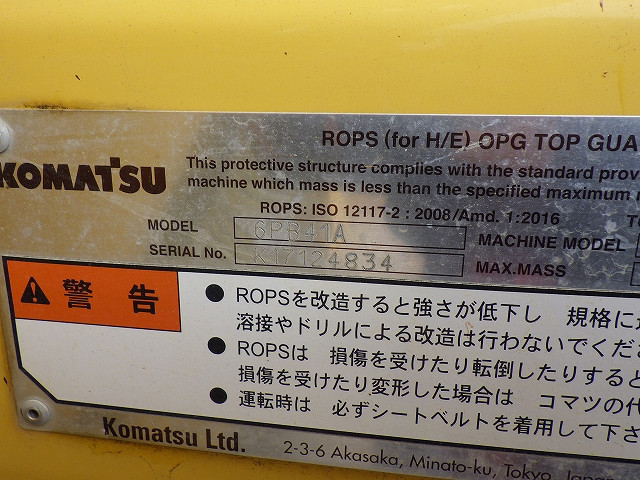 ROPS (for H/E) OPG TOP GUA
KOMATSU
This protective structure complies with the standard prov
machine which mass is less than the specified maximum
ROPS: ISO 12117-2 : 2008/Amd. 1:2016
MODEL 6PB41A MACHINE MODEL
SERIAL No. K17124834 MAX.MASS
警告
● ROPSを改造すると強さが低下し 規格に
溶接やドリルによる改造は行わないでくだ
● ROPSは 損傷を受けたり転倒したりすると
損傷を受けたり変形した場合は コマツの代
● 運転時は 必ずシートベルトを着用して下さ
Komatsu Ltd. 2-3-6 Akasaka, Minato-ku, Tokyo, Japan